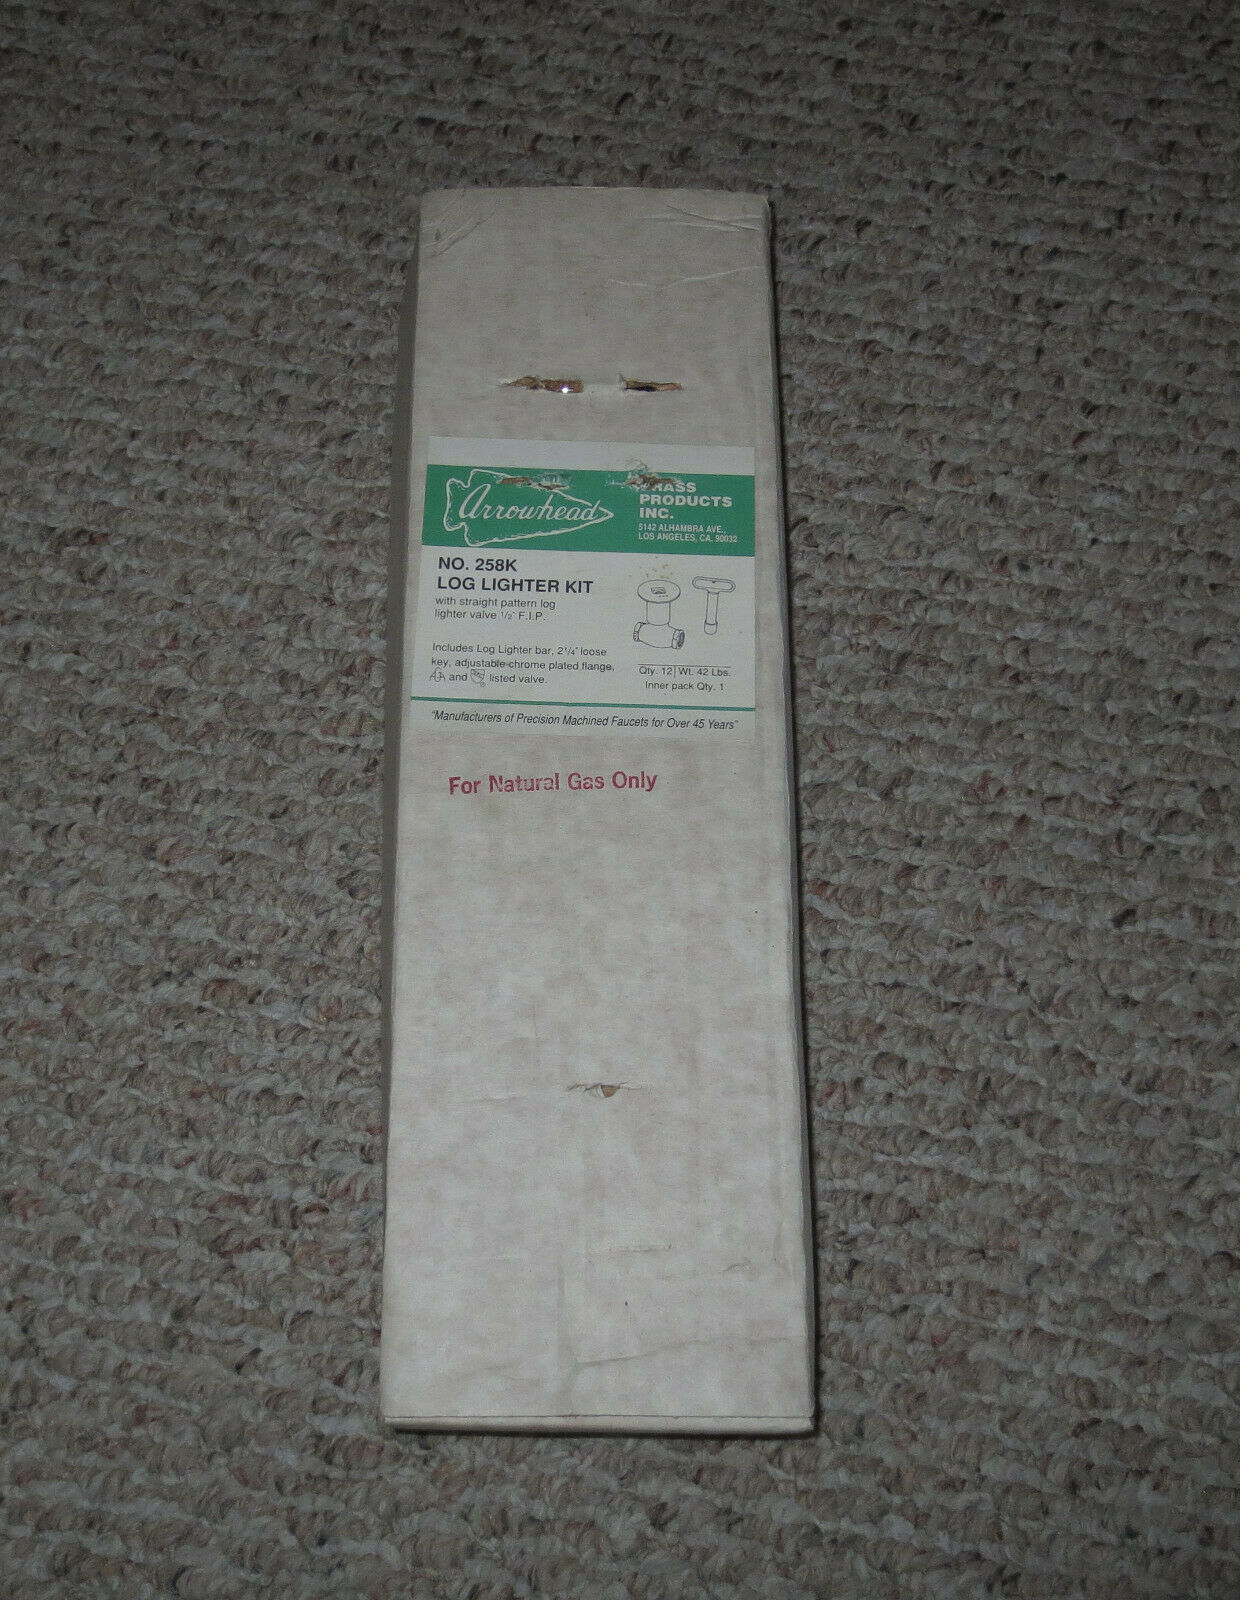 Arrowhead
BRASS
PRODUCTS
INC.
5142 ALHAMBRA AVE.,
LOS ANGELES, CA. 90032
NO. 258K
LOG LIGHTER KIT
with straight pattern log
lighter valve 1/2" F.I.P.
Includes Log Lighter bar, 2 1/4" loose
key, adjustable chrome plated flange,
and listed valve.
Qty. 12 Wt. 42 Lbs.
Inner pack Qty. 1
"Manufacturers of Precision Machined Faucets for Over 45 Years"
For Natural Gas Only